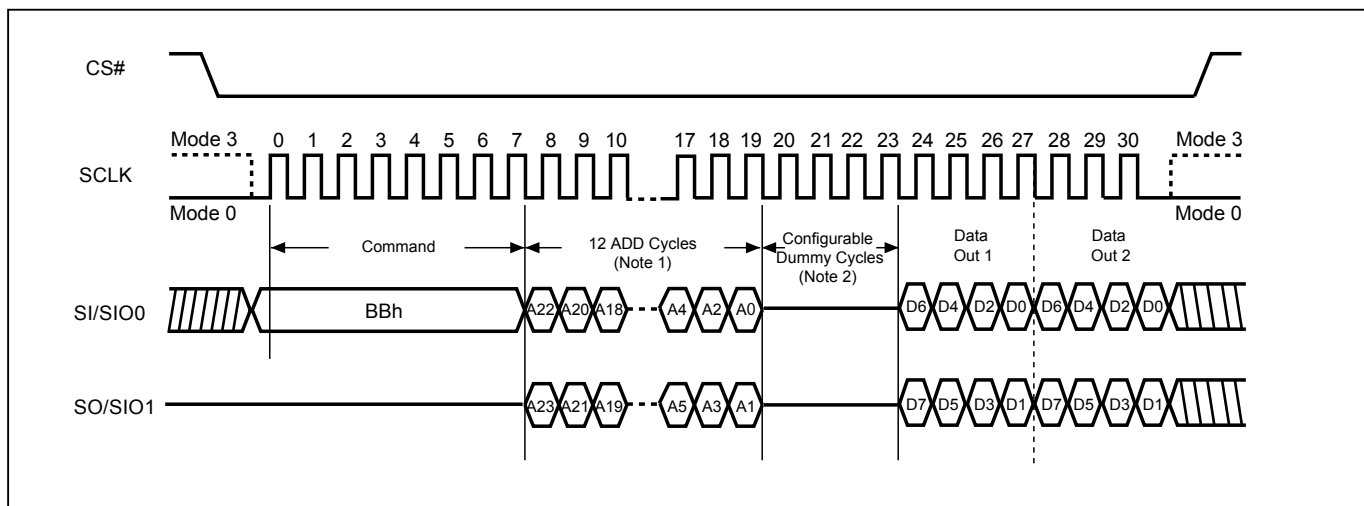 CS#
Mode 3 0 1 2 3 4 5 6 7 8 9 10 17 18 19 20 21 22 23 24 25 26 27 28 29 30 Mode 3
SCLK
Mode 0 Mode 0
Command 12 ADD Cycles (Note 1) Configurable Dummy Cycles (Note 2) Data Out 1 Data Out 2
SI/SIO0 BBh A22 A20 A18 A4 A2 A0 D6 D4 D2 D0 D6 D4 D2 D0
SO/SIO1 A23 A21 A19 A5 A3 A1 D7 D5 D3 D1 D7 D5 D3 D1